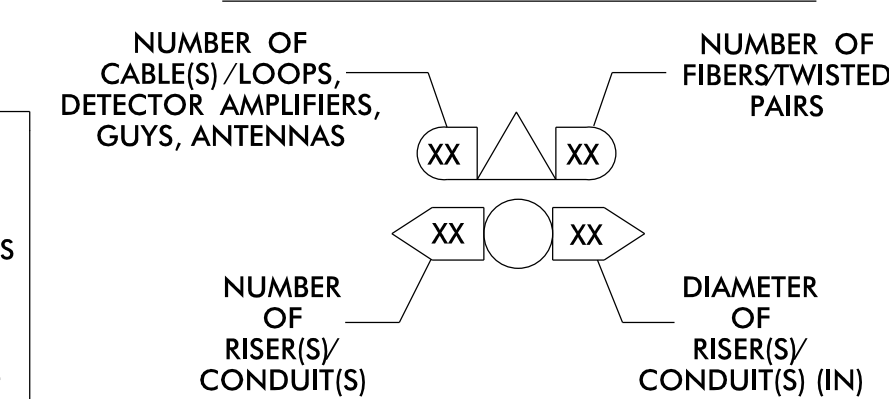 NUMBER OF
CABLE(S)/LOOPS,
DETECTOR AMPLIFIERS,
GUYS, ANTENNAS
NUMBER OF
FIBERS/TWISTED
PAIRS
XX
XX
XX
XX
S
NUMBER
OF
RISER(S)/
CONDUIT(S)
DIAMETER
OF
RISER(S)/
CONDUIT(S) (IN)